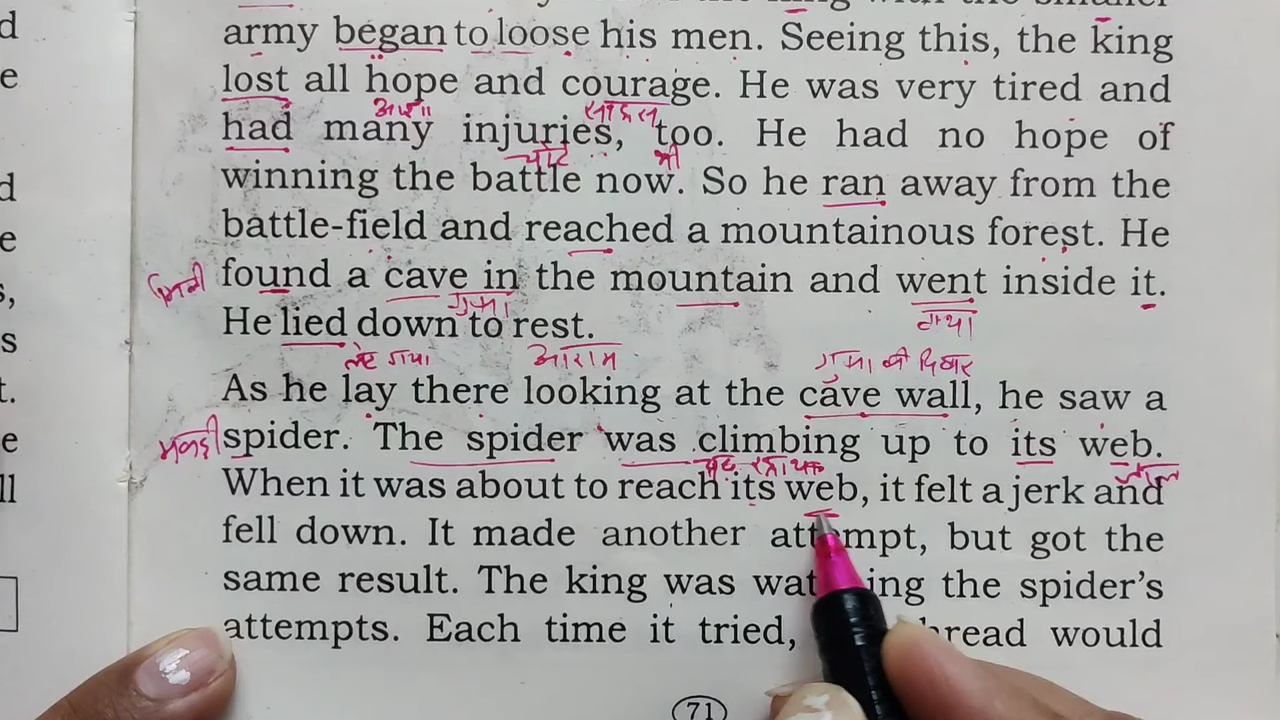 army began to loose his men. Seeing this, the king
lost all hope and courage. He was very tired and
आशा साहस
had many injuries, too. He had no hope of
चोट भी
winning the battle now. So he ran away from the
battle-field and reached a mountainous forest. He
मिली found a cave in the mountain and went inside it.
गुफा गया
He lied down to rest.
लेट गया आराम गुफा की दिवार
As he lay there looking at the cave wall, he saw a
मकड़ी spider. The spider was climbing up to its web.
जाल
When it was about to reach its web, it felt a jerk and
fell down. It made another attempt, but got the
same result. The king was watching the spider's
attempts. Each time it tried, would
71